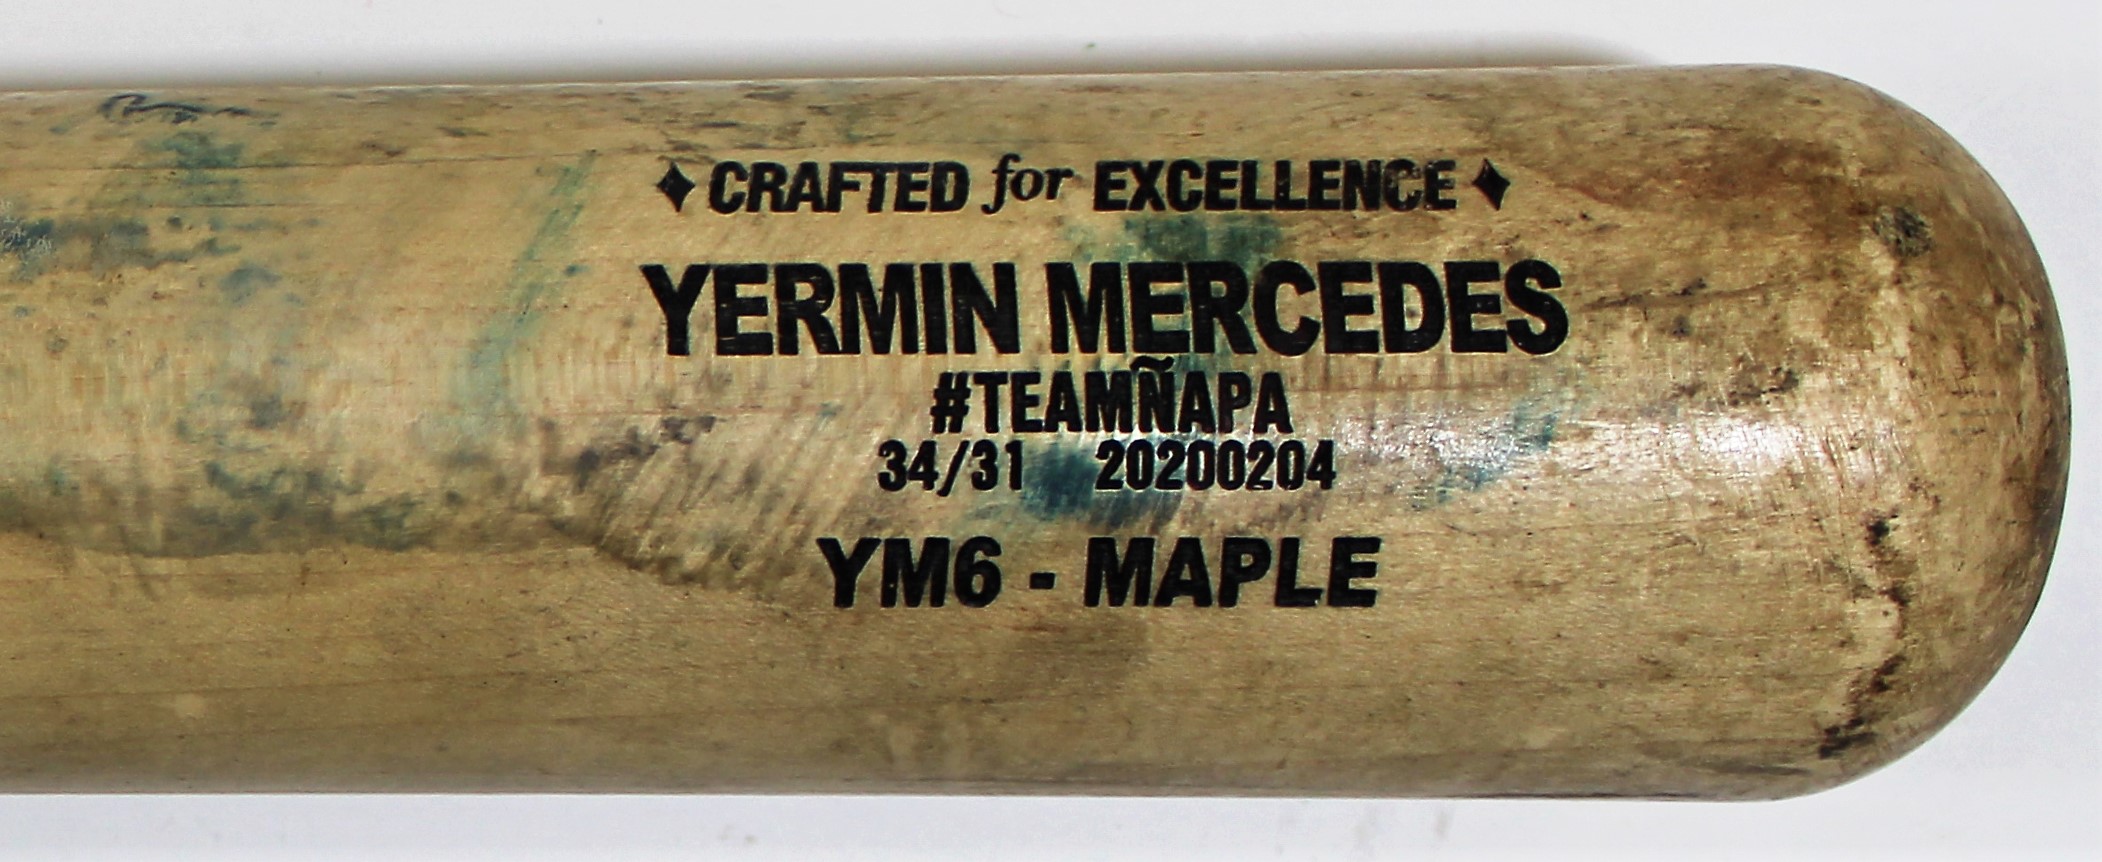 ♦ CRAFTED for EXCELLENCE ♦
YERMIN MERCEDES
#TEAMÑAPA
34/31 20200204
YM6 - MAPLE